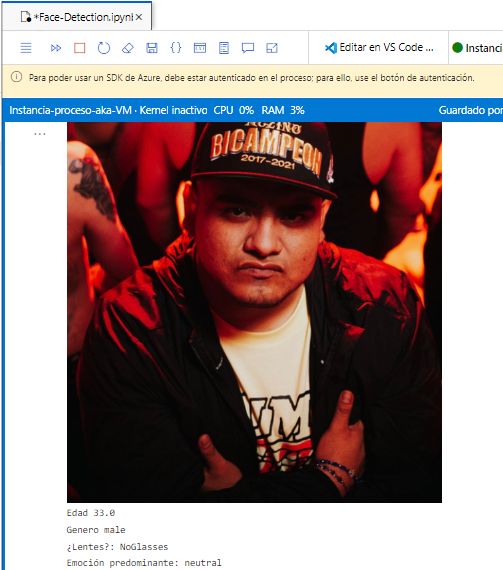 *Face-Detection.ipynb
Editar en VS Code ...
Instanci
Para poder usar un SDK de Azure, debe estar autenticado en el proceso; para ello, use el botón de autenticación.
Instancia-proceso-aka-VM · Kernel inactivo CPU 0% RAM 3%
Guardado por
...
BICAMPEON
2017-2021
Edad 33.0
Genero male
¿Lentes?: NoGlasses
Emoción predominante: neutral